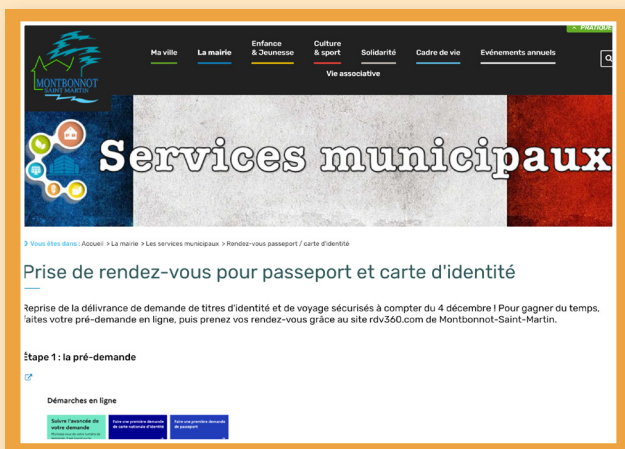 PRATIQUE
MONTBONNOT
SAINT MARTIN
Ma ville
La mairie
Enfance
& Jeunesse
Culture
& sport
Solidarité
Cadre de vie
Evénements annuels
Vie associative
Services municipaux
Vous êtes dans : Accueil > La mairie > Les services municipaux > Rendez-vous passeport / carte d'identité
Prise de rendez-vous pour passeport et carte d'identité
Reprise de la délivrance de demande de titres d'identité et de voyage sécurisés à compter du 4 décembre ! Pour gagner du temps,
faites votre pré-demande en ligne, puis prenez vos rendez-vous grâce au site rdv360.com de Montbonnot-Saint-Martin.
Étape 1 : la pré-demande
Démarches en ligne
Suivre l'avancée de
votre demande
Faire une première demande
de carte nationale d'identité
Faire une première demande
de passeport